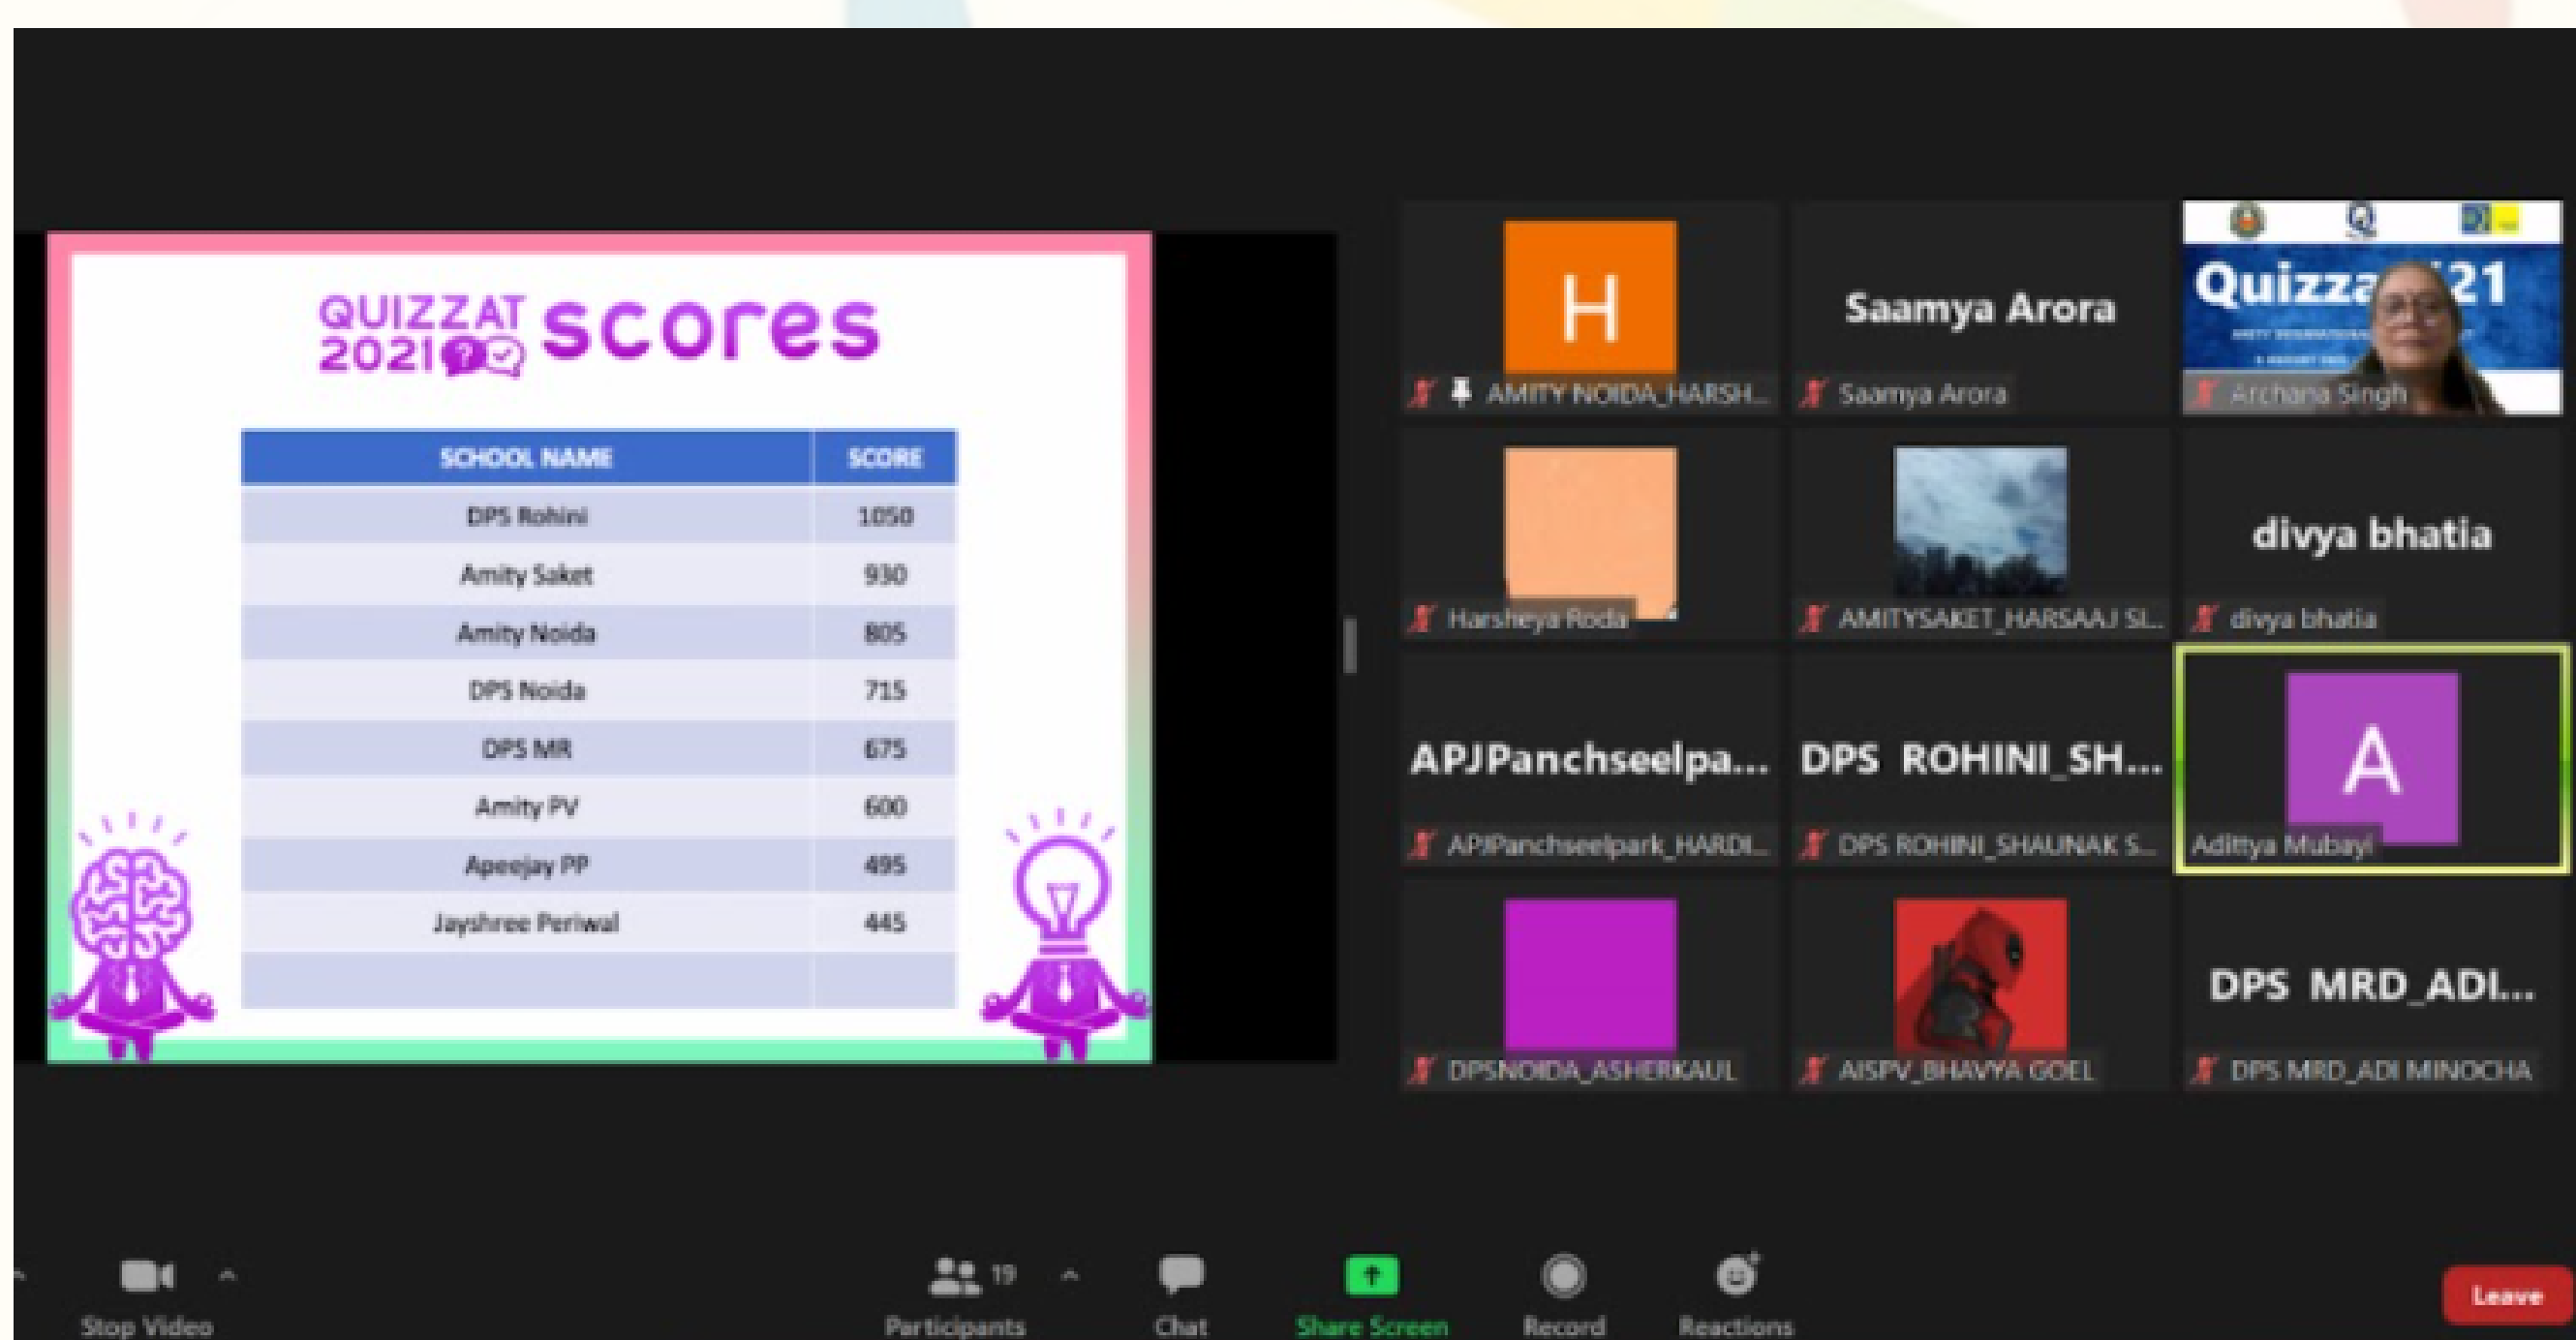 QUIZZAT
2021 scores
SCHOOL NAME SCORE
DPS Rohini 1050
Amity Saket 930
Amity Noida 805
DPS Noida 715
DPS MR 675
Amity PV 600
Apeejay PP 495
Jayshree Periwal 445
H
AMITY NOIDA_HARSH...
Saamya Arora
Saamya Arora
Archana Singh
Harsheya Roda
AMITYSAKET_HARSAAJ SI...
divya bhatia
divya bhatia
APJPanchseelpa...
APJPanchseelpark_HARDI...
DPS ROHINI_SH...
DPS ROHINI_SHAUNAK S...
A
Adittya Mubayi
DPSNOIDA_ASHERKAUL
AISPV_BHAVYA GOEL
DPS MRD_ADI...
DPS MRD_ADI MINOCHA
Stop Video
19
Participants
Chat
Share Screen
Record
Reactions
Leave